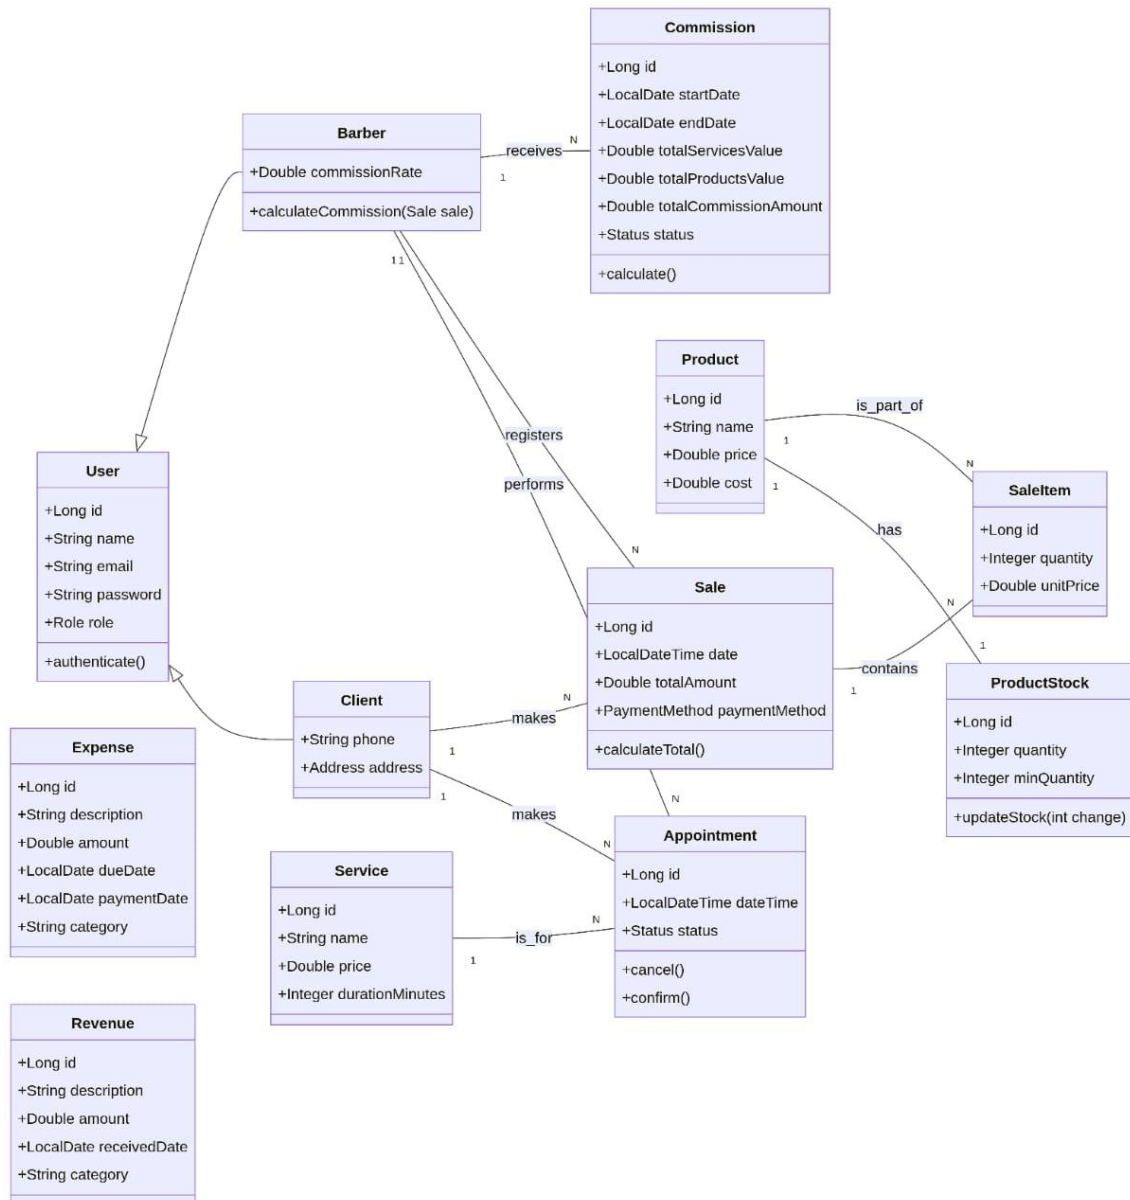 Commission
+Long id
+LocalDate startDate
+LocalDate endDate
+Double totalServicesValue
+Double totalProductsValue
+Double totalCommissionAmount
+Status status
+calculate()
Barber
+Double commissionRate
+calculateCommission(Sale sale)
receives
1
N
1 1
registers
performs
N
Product
+Long id
+String name
+Double price
+Double cost
is_part_of
1
N
1
has
1
SaleItem
+Long id
+Integer quantity
+Double unitPrice
N
User
+Long id
+String name
+String email
+String password
+Role role
+authenticate()
Sale
+Long id
+LocalDateTime date
+Double totalAmount
+PaymentMethod paymentMethod
+calculateTotal()
contains
1
ProductStock
+Long id
+Integer quantity
+Integer minQuantity
+updateStock(int change)
Client
+String phone
+Address address
makes
1
N
makes
1
N
N
Expense
+Long id
+String description
+Double amount
+LocalDate dueDate
+LocalDate paymentDate
+String category
Service
+Long id
+String name
+Double price
+Integer durationMinutes
is_for
1
N
Appointment
+Long id
+LocalDateTime dateTime
+Status status
+cancel()
+confirm()
Revenue
+Long id
+String description
+Double amount
+LocalDate receivedDate
+String category